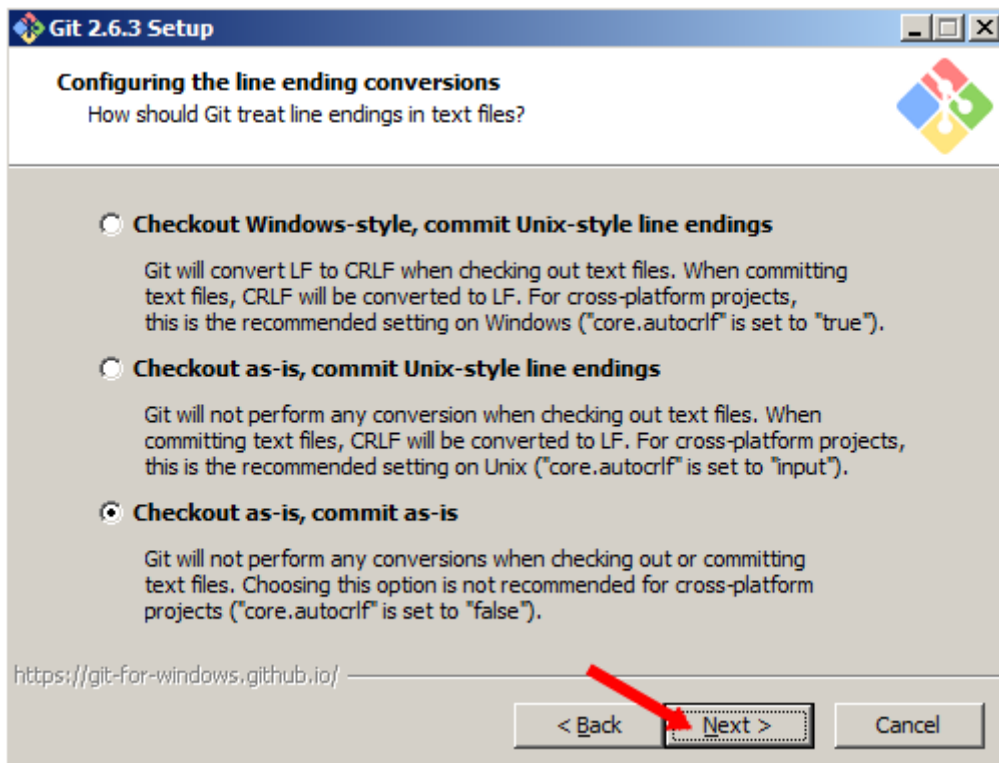 Git 2.6.3 Setup
Configuring the line ending conversions
How should Git treat line endings in text files?
Checkout Windows-style, commit Unix-style line endings
Git will convert LF to CRLF when checking out text files. When committing
text files, CRLF will be converted to LF. For cross-platform projects,
this is the recommended setting on Windows ("core.autocrlf" is set to "true").
Checkout as-is, commit Unix-style line endings
Git will not perform any conversion when checking out text files. When
committing text files, CRLF will be converted to LF. For cross-platform projects,
this is the recommended setting on Unix ("core.autocrlf" is set to "input").
Checkout as-is, commit as-is
Git will not perform any conversions when checking out or committing
text files. Choosing this option is not recommended for cross-platform
projects ("core.autocrlf" is set to "false").
https://git-for-windows.github.io/
< Back Next > Cancel